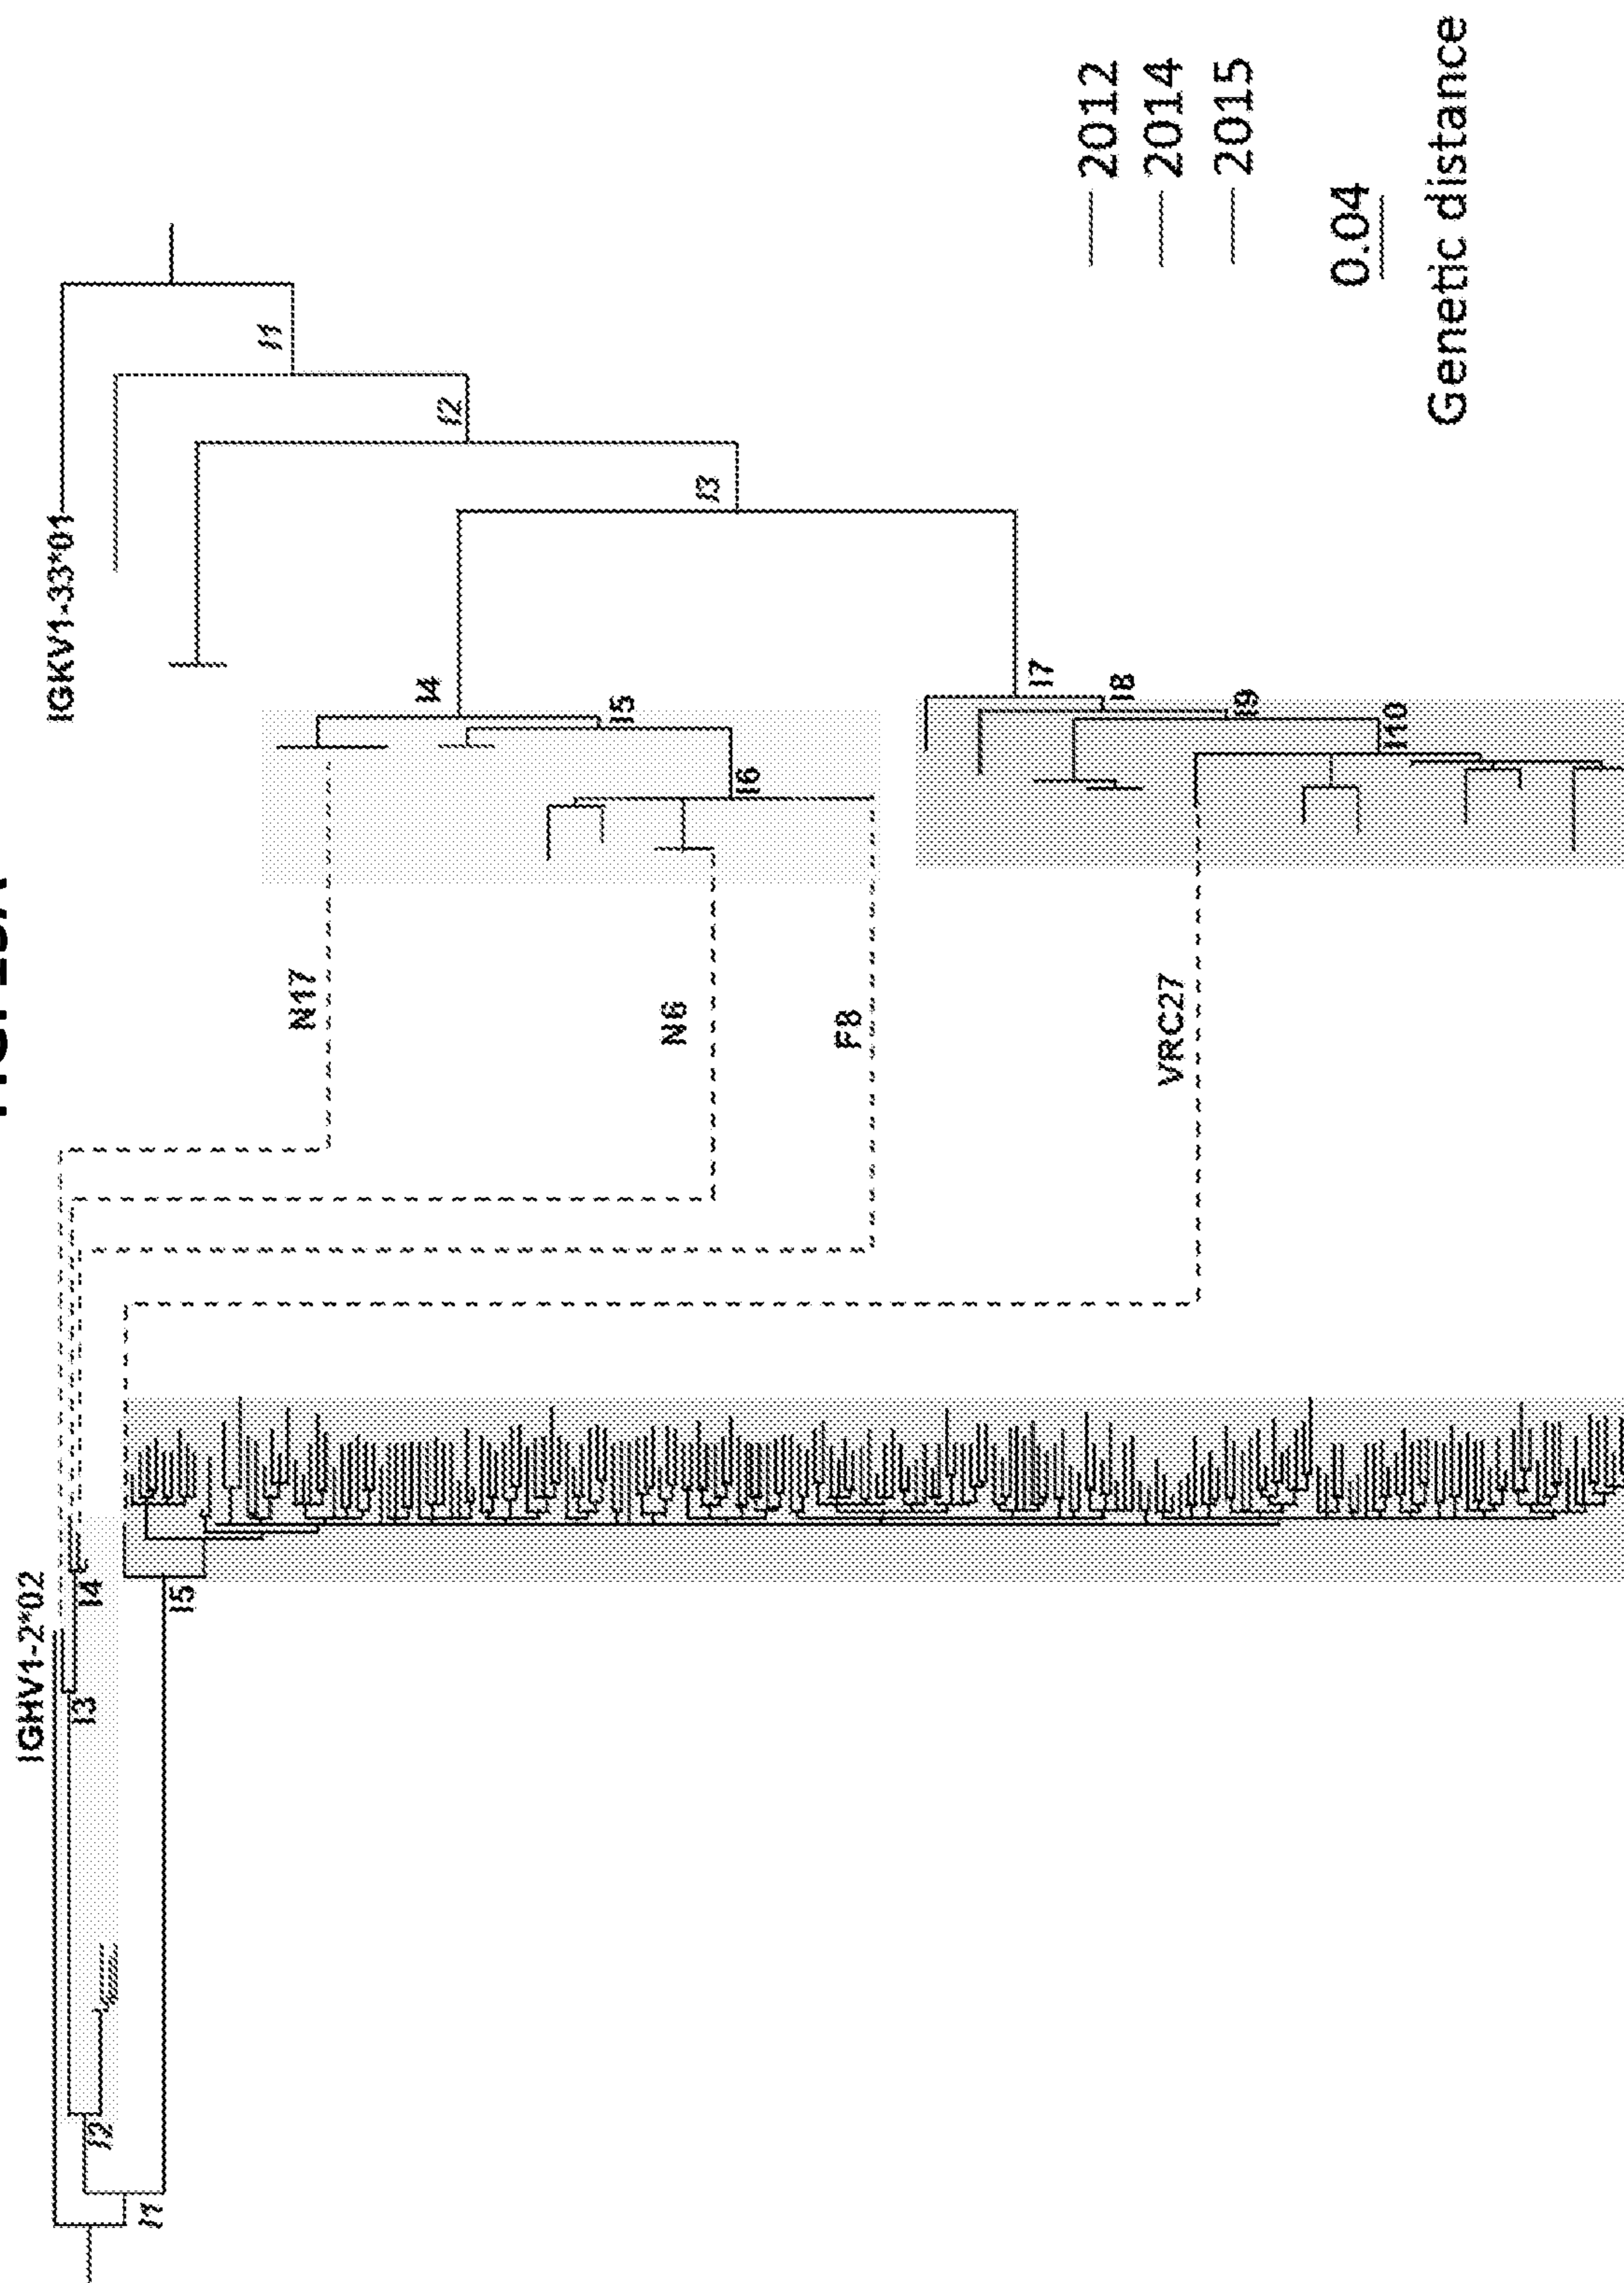 IGHV1-2*02
I1
I2
I3
I4
I5
N17
N6
F8
VRC27
IGKV1-33*01
I1
I2
I3
I4
I5
I6
I7
I8
I9
I10
2012
2014
2015
0.04
Genetic distance